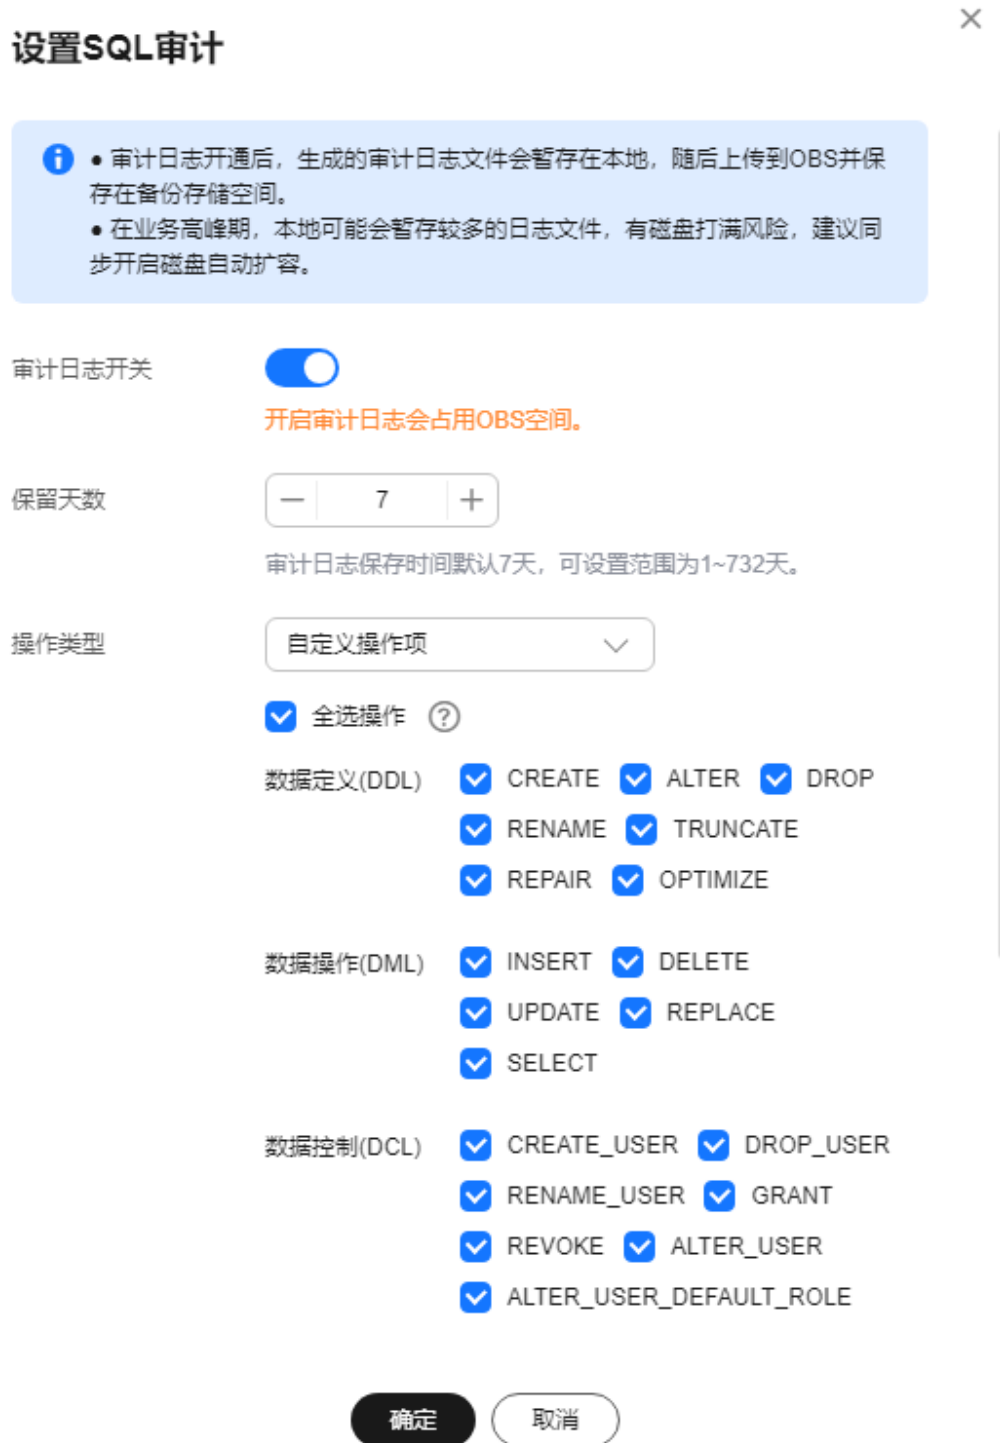 设置SQL审计
● 审计日志开通后，生成的审计日志文件会暂存在本地，随后上传到OBS并保
存在备份存储空间。
● 在业务高峰期，本地可能会暂存较多的日志文件，有磁盘打满风险，建议同
步开启磁盘自动扩容。
审计日志开关
开启审计日志会占用OBS空间。
保留天数 — 7 +
审计日志保存时间默认7天，可设置范围为1~732天。
操作类型 自定义操作项
全选操作 ?
数据定义(DDL) CREATE ALTER DROP
RENAME TRUNCATE
REPAIR OPTIMIZE
数据操作(DML) INSERT DELETE
UPDATE REPLACE
SELECT
数据控制(DCL) CREATE_USER DROP_USER
RENAME_USER GRANT
REVOKE ALTER_USER
ALTER_USER_DEFAULT_ROLE
确定 取消